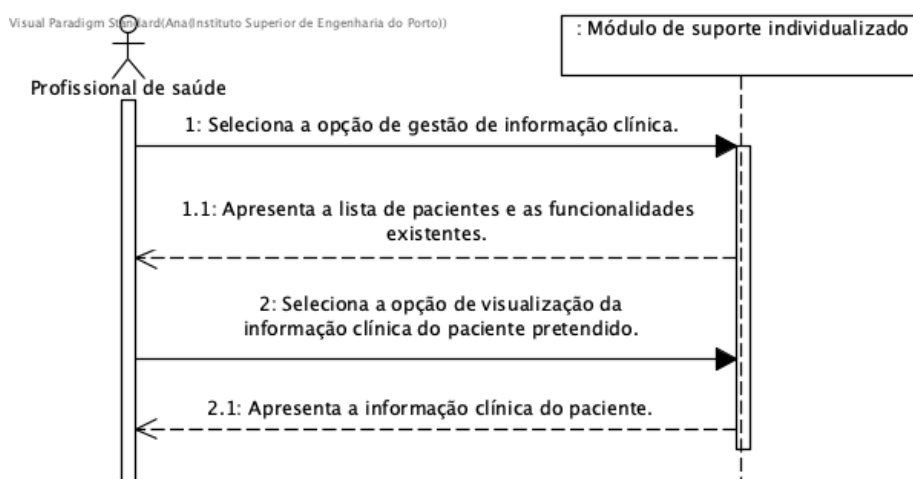 Visual Paradigm Standard(Ana(Instituto Superior de Engenharia do Porto))
: Módulo de suporte individualizado
Profissional de saúde
1: Seleciona a opção de gestão de informação clínica.
1.1: Apresenta a lista de pacientes e as funcionalidades
existentes.
2: Seleciona a opção de visualização da
informação clínica do paciente pretendido.
2.1: Apresenta a informação clínica do paciente.